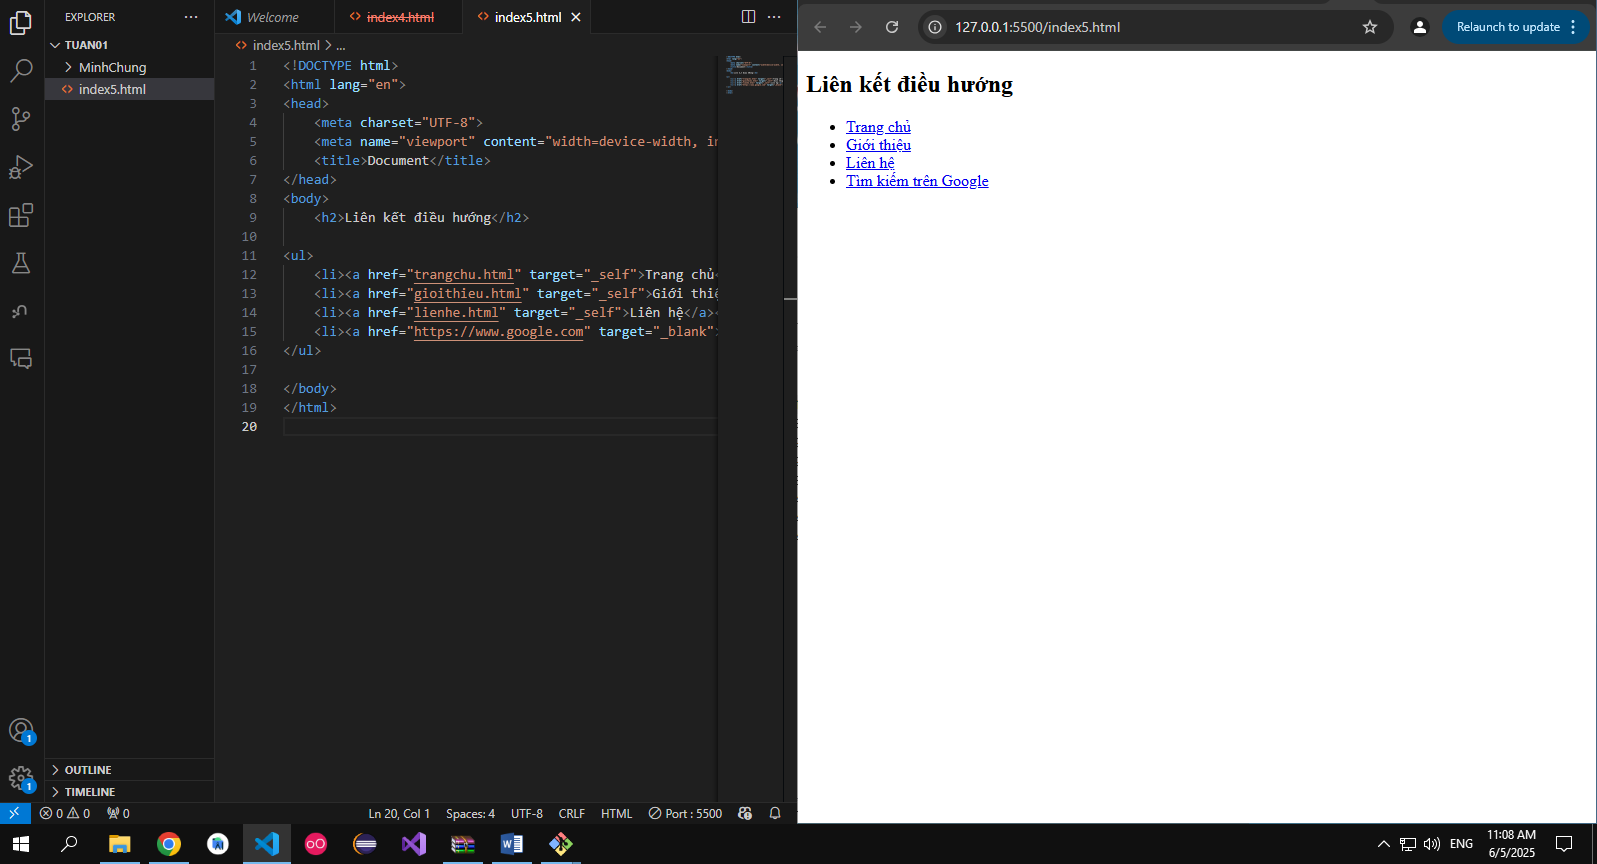 EXPLORER
TUAN01
MinhChung
index5.html
OUTLINE
TIMELINE
Welcome
index4.html
index5.html
index5.html > ...
1 <!DOCTYPE html>
2 <html lang="en">
3 <head>
4 <meta charset="UTF-8">
5 <meta name="viewport" content="width=device-width, in
6 <title>Document</title>
7 </head>
8 <body>
9 <h2>Liên kết điều hướng</h2>
10
11 <ul>
12 <li><a href="trangchu.html" target="_self">Trang chủ<
13 <li><a href="gioithieu.html" target="_self">Giới thiệ
14 <li><a href="lienhe.html" target="_self">Liên hệ</a><
15 <li><a href="https://www.google.com" target="_blank">
16 </ul>
17
18 </body>
19 </html>
20
1
1
0 0 0
Ln 20, Col 1 Spaces: 4 UTF-8 CRLF HTML Port : 5500
127.0.0.1:5500/index5.html
Relaunch to update
Liên kết điều hướng
• Trang chủ
• Giới thiệu
• Liên hệ
• Tìm kiếm trên Google
ENG
11:08 AM
6/5/2025